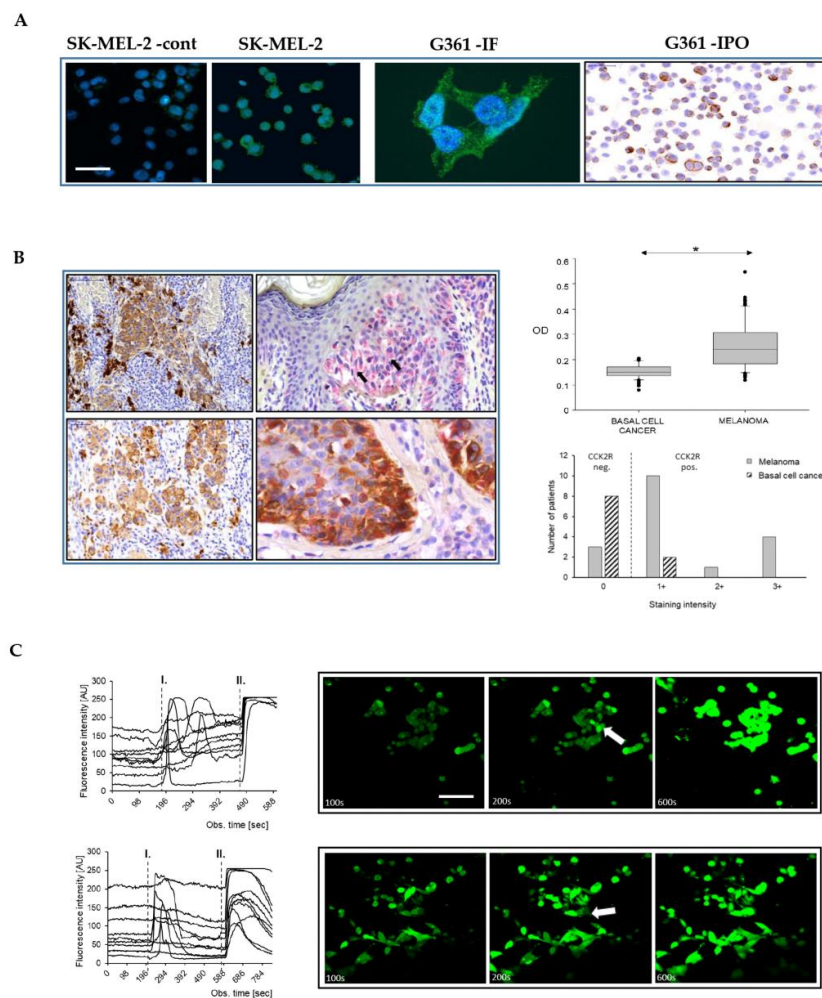 A
SK-MEL-2 -cont
SK-MEL-2
G361 -IF
G361 -IPO
B
*
0.6
0.5
0.4
OD
0.3
0.2
0.1
0
BASAL CELL
CANCER
MELANOMA
CCK2R
neg.
CCK2R
pos.
Melanoma
Basal cell cance
Number of patients
12
10
8
6
4
2
0
0 1+ 2+ 3+
Staining intensity
C
I. II.
Fluorescence intensity [AU]
300
250
200
150
100
50
0
0 98 196 294 392 490 588
Obs. time [sec]
100s
200s
600s
I. II.
Fluorescence intensity [AU]
300
250
200
150
100
50
0
0 98 196 294 392 490 588 686 784
Obs. time [sec]
100s
200s
600s